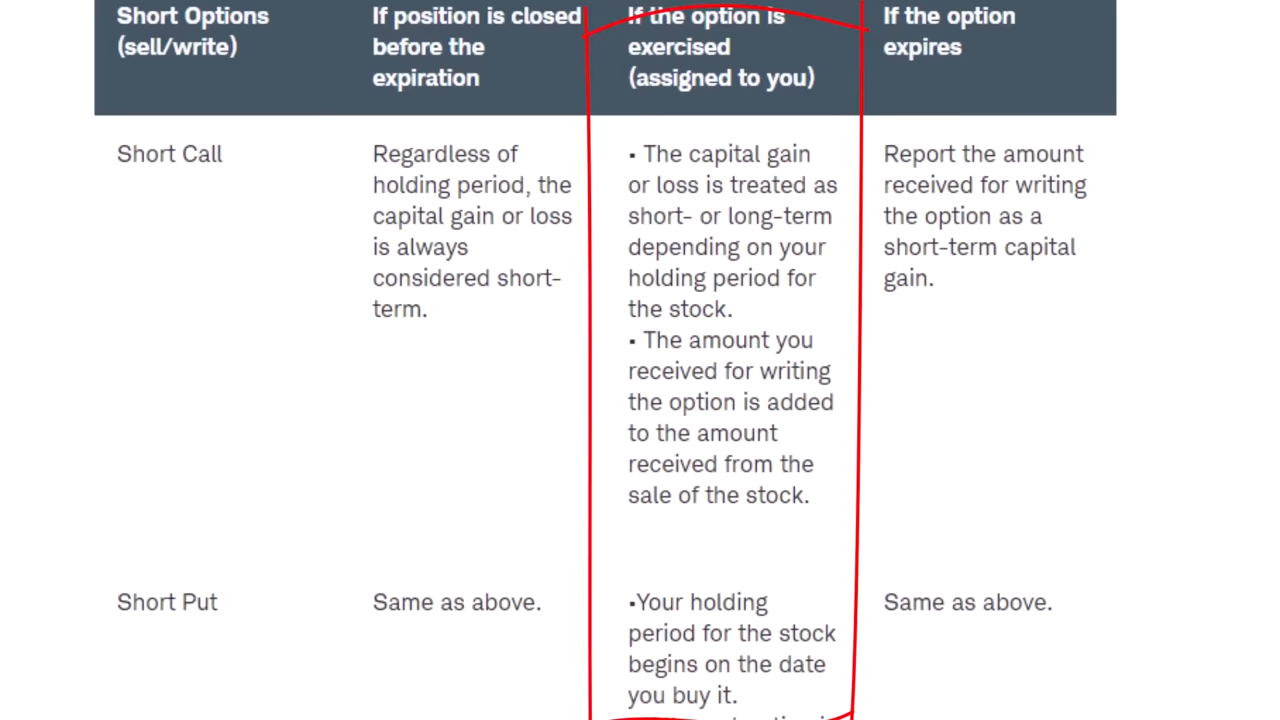 Short Options
(sell/write)
If position is closed
before the
expiration
If the option is
exercised
(assigned to you)
If the option
expires
Short Call
Regardless of
holding period, the
capital gain or loss
is always
considered short-
term.
▪ The capital gain
or loss is treated as
short- or long-term
depending on your
holding period for
the stock.
▪ The amount you
received for writing
the option is added
to the amount
received from the
sale of the stock.
Report the amount
received for writing
the option as a
short-term capital
gain.
Short Put
Same as above.
▪Your holding
period for the stock
begins on the date
you buy it.
Same as above.